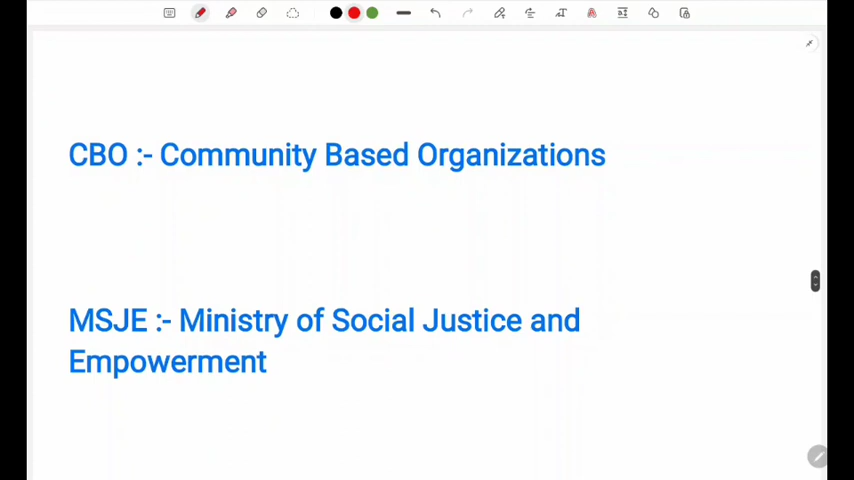 CBO :- Community Based Organizations
MSJE :- Ministry of Social Justice and
Empowerment